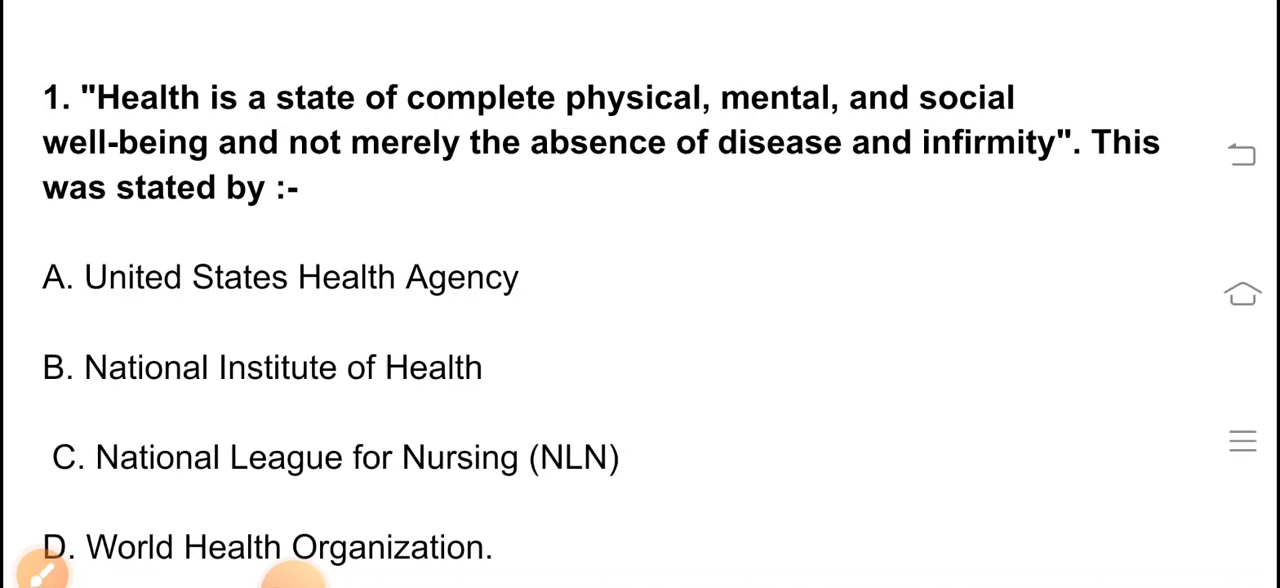 1. "Health is a state of complete physical, mental, and social
well-being and not merely the absence of disease and infirmity". This
was stated by :-
A. United States Health Agency
B. National Institute of Health
C. National League for Nursing (NLN)
D. World Health Organization.